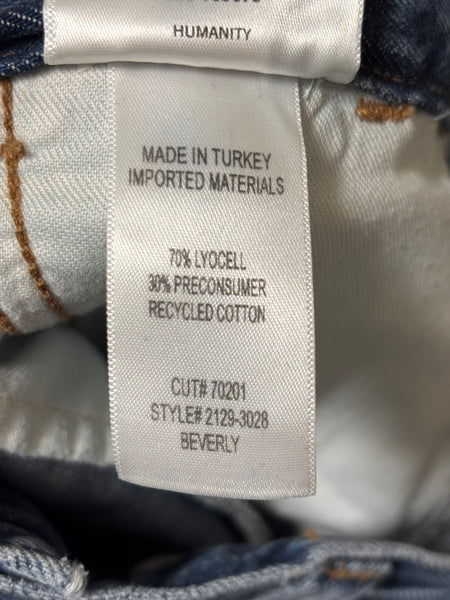 HUMANITY
MADE IN TURKEY
IMPORTED MATERIALS
70% LYOCELL
30% PRECONSUMER
RECYCLED COTTON
CUT# 70201
STYLE# 2129-3028
BEVERLY